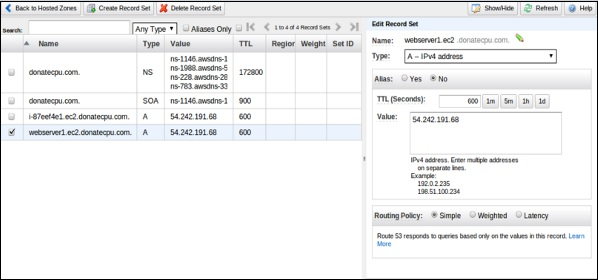 Back to Hosted Zones Create Record Set Delete Record Set Show/Hide Refresh Help
Search: Any Type Aliases Only 1 to 4 of 4 Record Sets
Name Type Value TTL Region Weight Set ID
donatecpu.com. NS ns-1146.awsdns-1 172800
ns-1988.awsdns-5
ns-228.awsdns-28
ns-783.awsdns-33
donatecpu.com. SOA ns-1146.awsdns-1 900
i-87eef4e1.ec2.donatecpu.com. A 54.242.191.68 600
webserver1.ec2.donatecpu.com. A 54.242.191.68 600
Edit Record Set
Name: webserver1.ec2 .donatecpu.com.
Type: A – IPv4 address
Alias: Yes No
TTL (Seconds): 600 1m 5m 1h 1d
Value: 54.242.191.68
IPv4 address. Enter multiple addresses
on separate lines.
Example:
192.0.2.235
198.51.100.234
Routing Policy: Simple Weighted Latency
Route 53 responds to queries based only on the values in this record. Learn
More